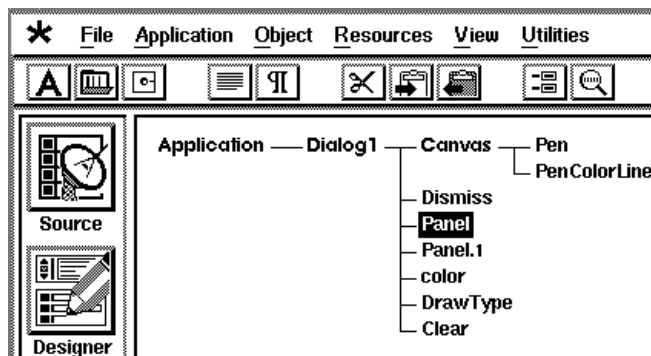 File Application Object Resources View Utilities
A ¶
Application Dialog1 Canvas Pen
PenColorLine
Source
Dismiss
Panel
Panel.1
color
DrawType
Clear
Designer